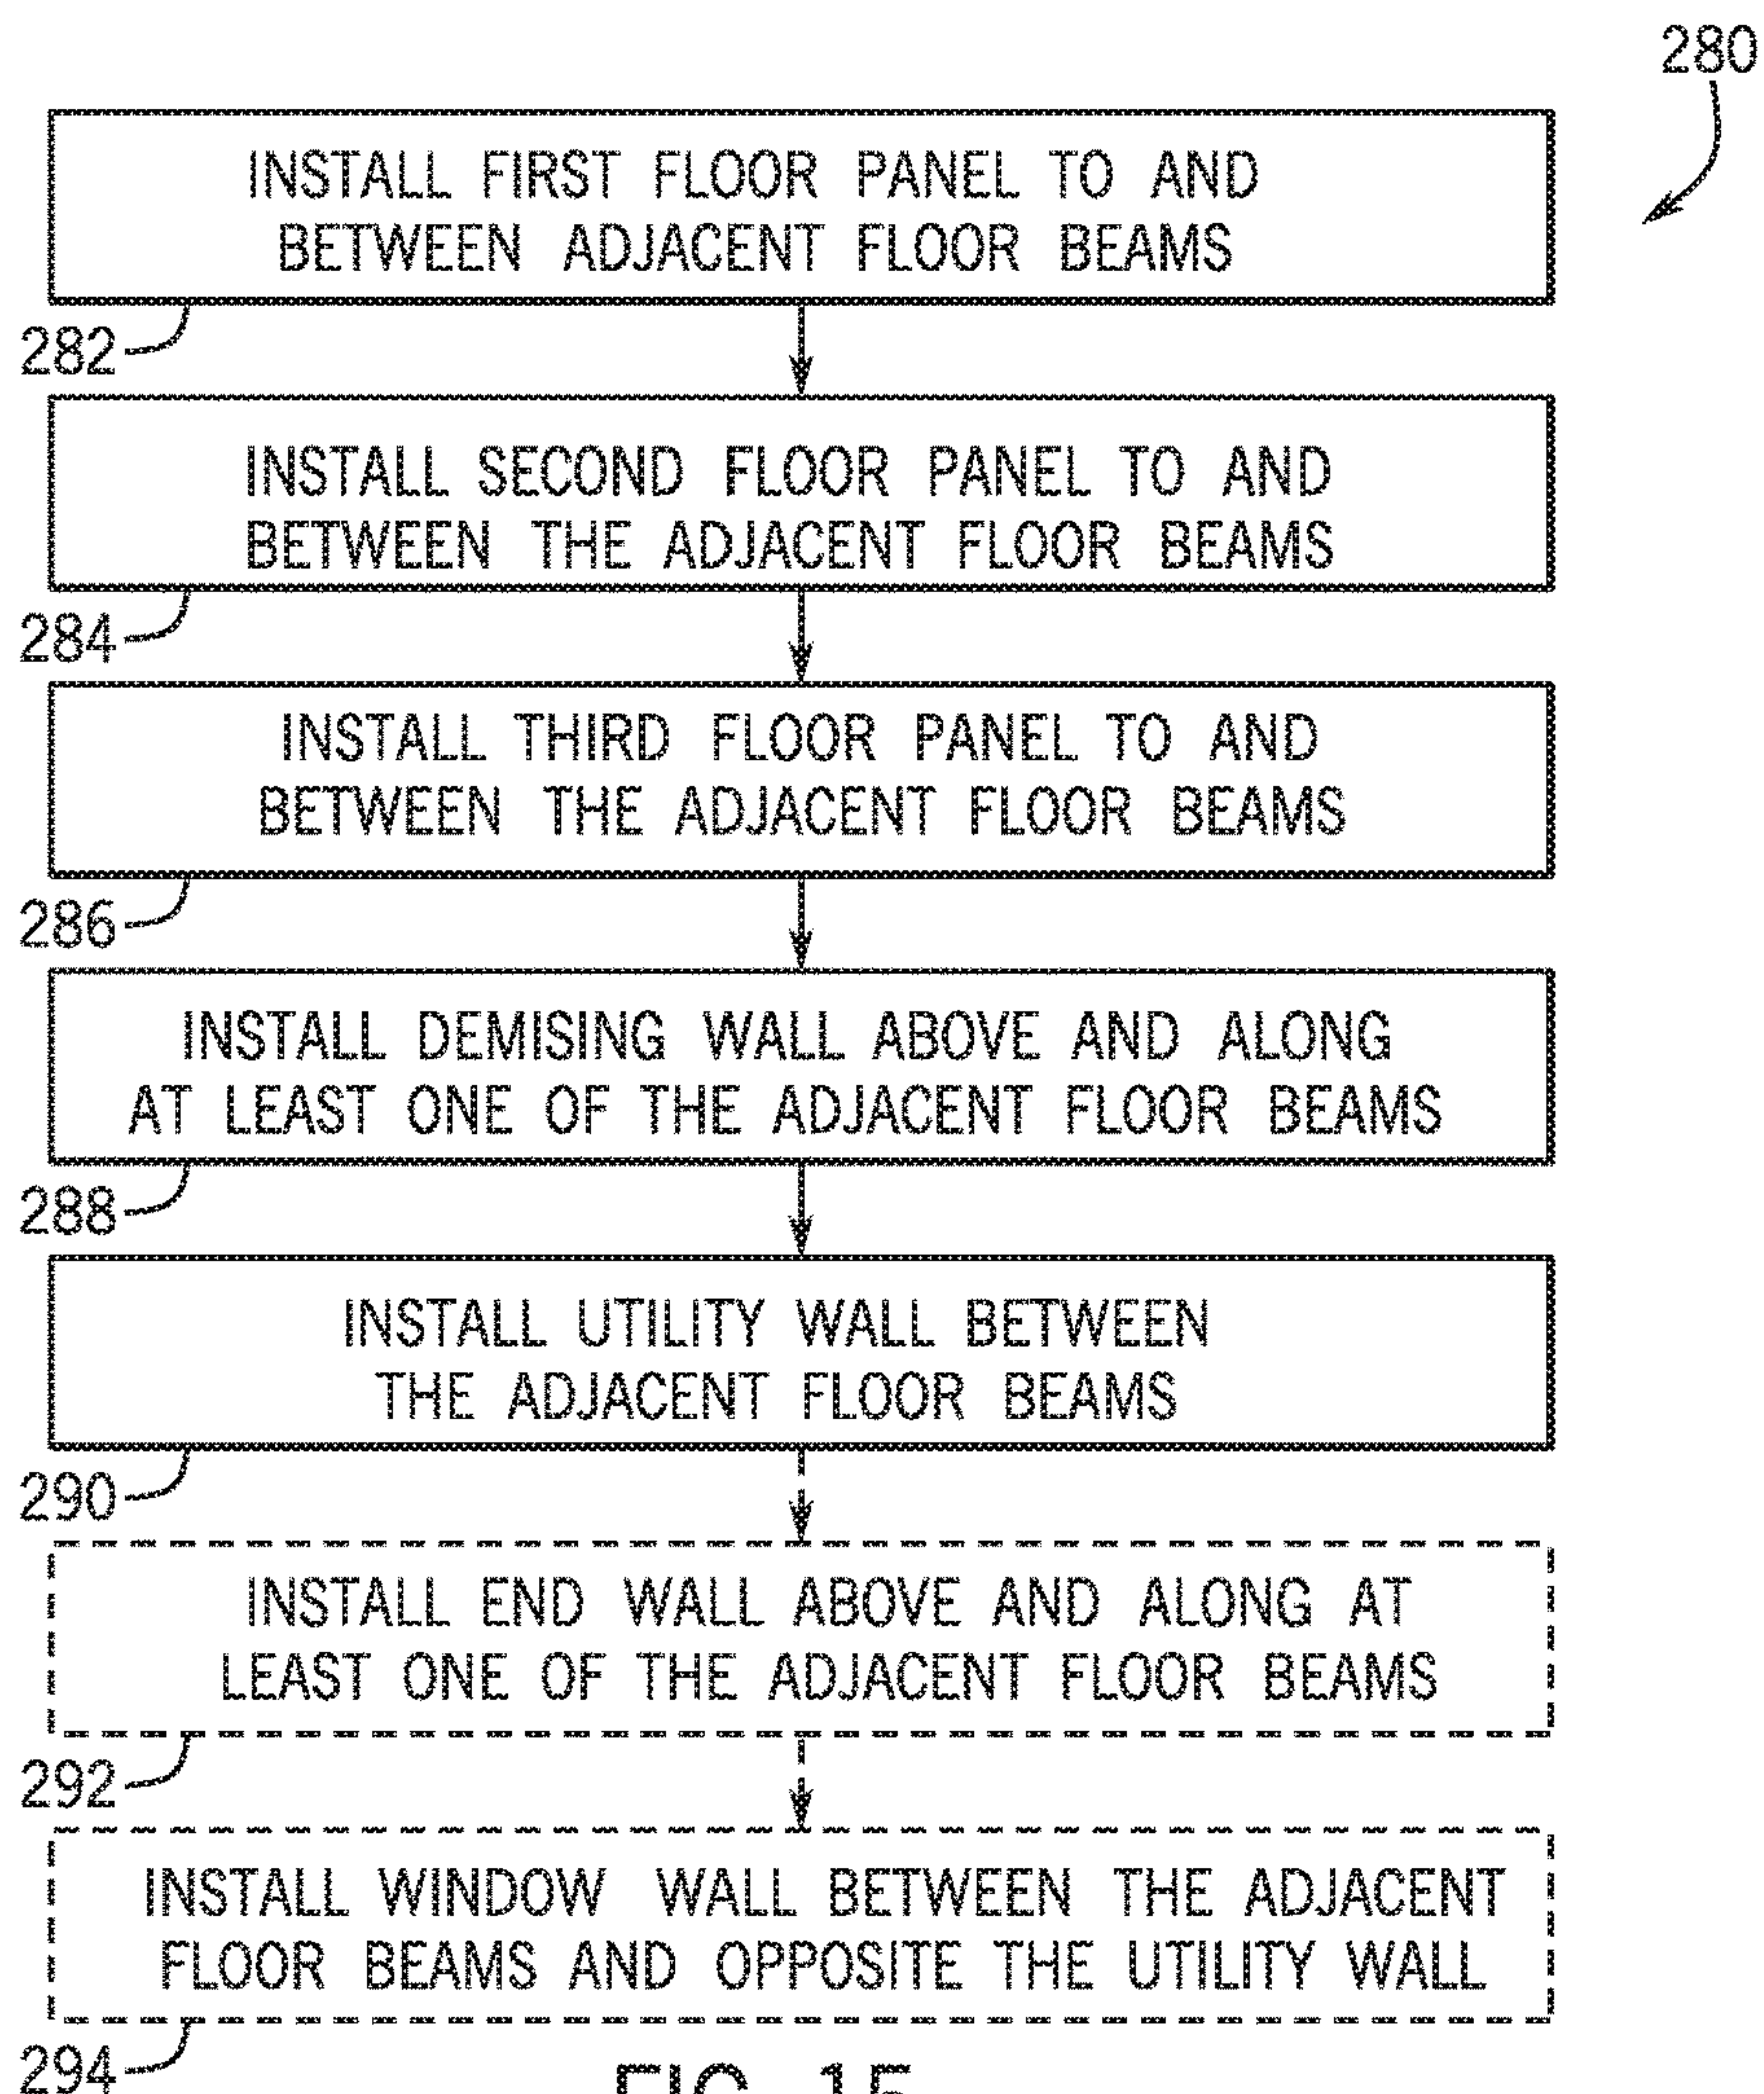 280
INSTALL FIRST FLOOR PANEL TO AND
BETWEEN ADJACENT FLOOR BEAMS
282
INSTALL SECOND FLOOR PANEL TO AND
BETWEEN THE ADJACENT FLOOR BEAMS
284
INSTALL THIRD FLOOR PANEL TO AND
BETWEEN THE ADJACENT FLOOR BEAMS
286
INSTALL DEMISING WALL ABOVE AND ALONG
AT LEAST ONE OF THE ADJACENT FLOOR BEAMS
288
INSTALL UTILITY WALL BETWEEN
THE ADJACENT FLOOR BEAMS
290
INSTALL END WALL ABOVE AND ALONG AT
LEAST ONE OF THE ADJACENT FLOOR BEAMS
292
INSTALL WINDOW WALL BETWEEN THE ADJACENT
FLOOR BEAMS AND OPPOSITE THE UTILITY WALL
294
FIG. 15